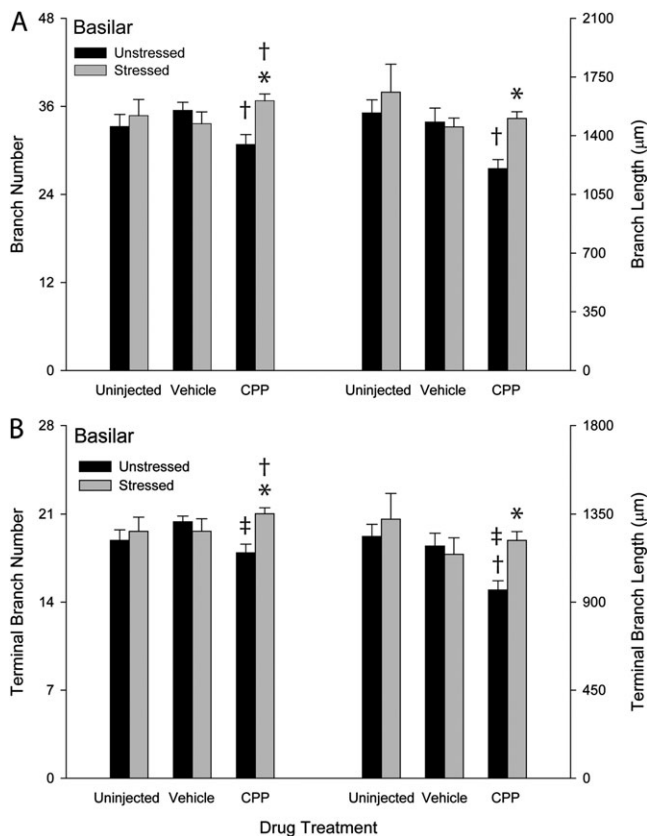 A
Basilar
Unstressed
Stressed
48
36
24
12
0
Branch Number
† † * † *
2100
1750
1400
1050
700
350
0
Branch Length (μm)
Uninjected Vehicle CPP Uninjected Vehicle CPP
B
Basilar
Unstressed
Stressed
28
21
14
7
0
Terminal Branch Number
‡ † * ‡ † *
1800
1350
900
450
0
Terminal Branch Length (μm)
Uninjected Vehicle CPP Uninjected Vehicle CPP
Drug Treatment